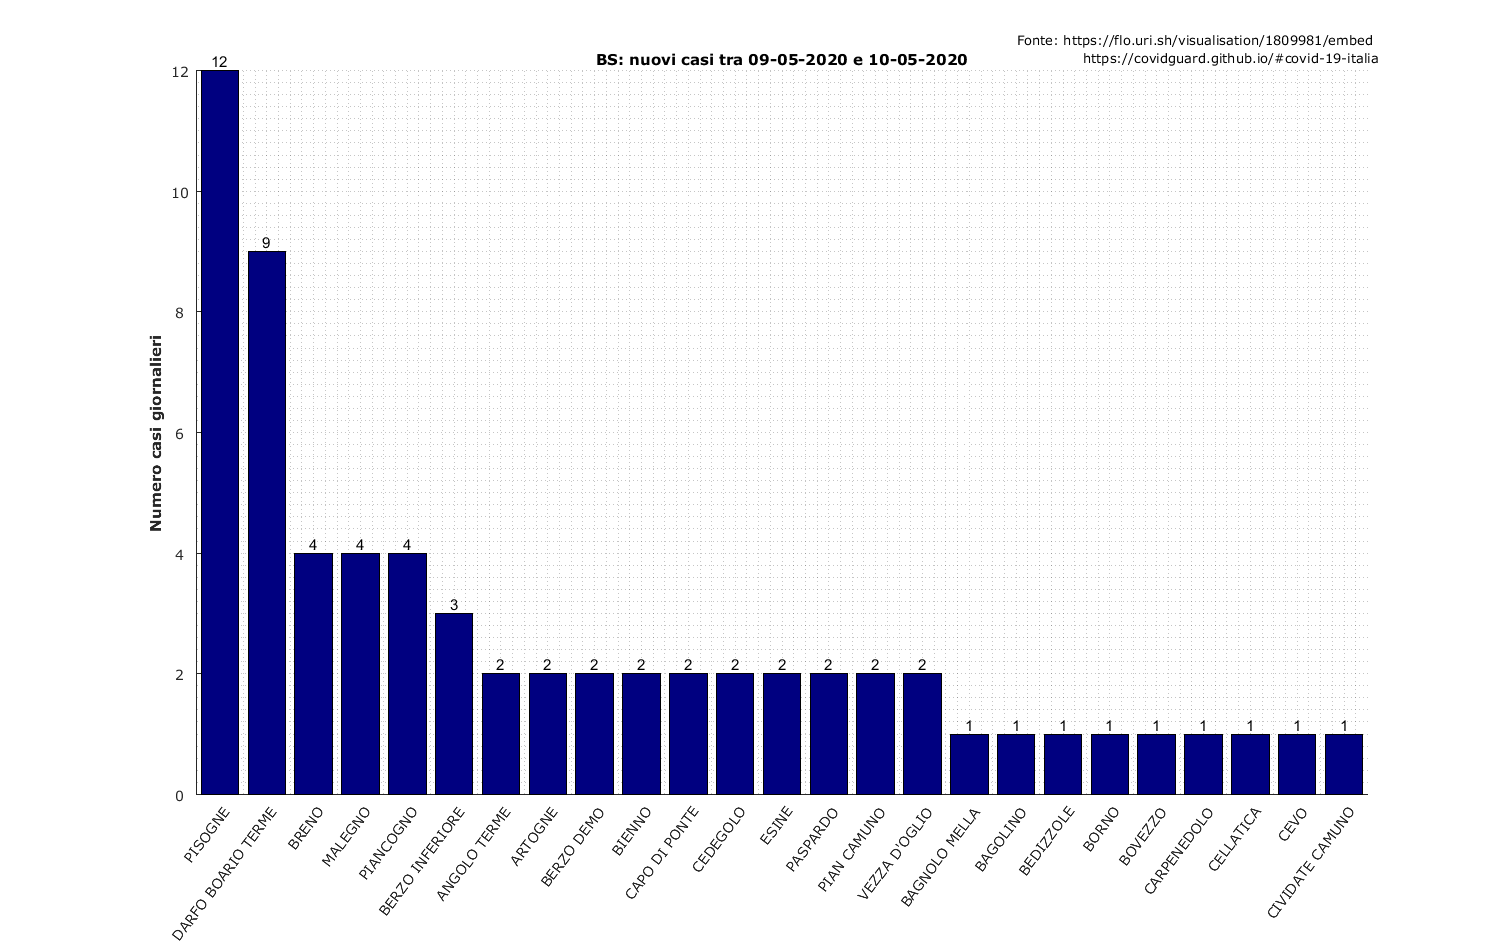 Fonte: https://flo.uri.sh/visualisation/1809981/embed
https://covidguard.github.io/#covid-19-italia
BS: nuovi casi tra 09-05-2020 e 10-05-2020
Numero casi giornalieri
12
10
8
6
4
2
0
12
9
4
4
4
3
2
2
2
2
2
2
2
2
2
2
1
1
1
1
1
1
1
1
1
PISOGNE
DARFO BOARIO TERME
BRENO
MALEGNO
PIANCOGNO
BERZO INFERIORE
ANGOLO TERME
ARTOGNE
BERZO DEMO
BIENNO
CAPO DI PONTE
CEDEGOLO
ESINE
PASPARDO
PIAN CAMUNO
VEZZA D'OGLIO
BAGNOLO MELLA
BAGOLINO
BEDIZZOLE
BORNO
BOVEZZO
CARPENEDOLO
CELLATICA
CEVO
CIVIDATE CAMUNO